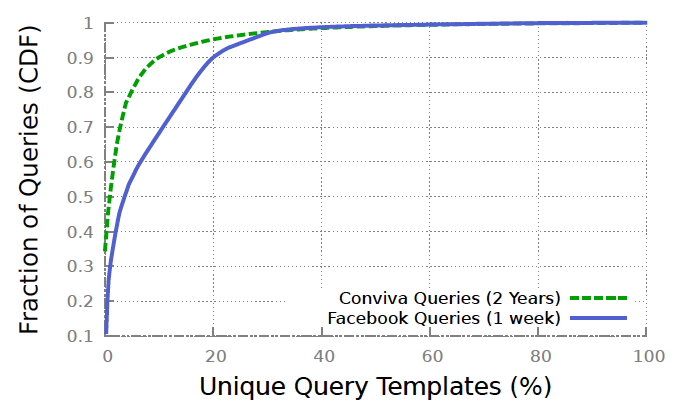 Fraction of Queries (CDF)
1
0.9
0.8
0.7
0.6
0.5
0.4
0.3
0.2
0.1
Conviva Queries (2 Years)
Facebook Queries (1 week)
0 20 40 60 80 100
Unique Query Templates (%)